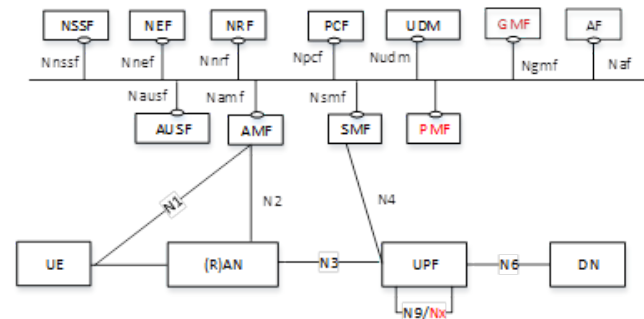 NSSF NEF NRF PCF UDM GMF AF
Nnssf Nnef Nnrf Npcf Nudm Ngmf Naf
Nausf Namf Nsmf
AUSF AMF SMF PMF
N1 N2 N4
UE (R)AN N3 UPF N6 DN
N9/Nx